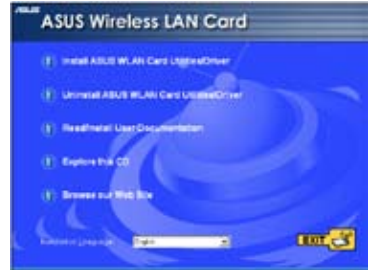 ASUS
ASUS Wireless LAN Card
Install ASUS WLAN Card Utilities/Driver
Uninstall ASUS WLAN Card Utilities/Driver
Read/Install User Documentation
Explore this CD
Browse our Web Site
Installation Language: English
EXIT